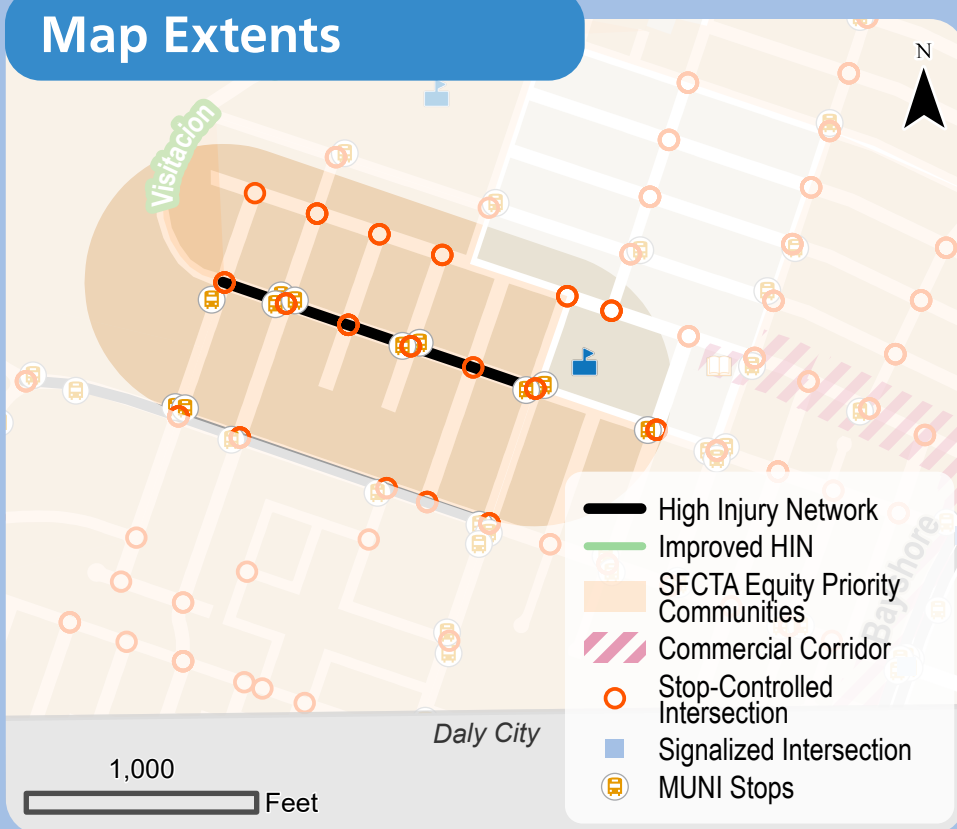 Map Extents
N
Visitacion
High Injury Network
Improved HIN
SFCTA Equity Priority
Communities
Commercial Corridor
Stop-Controlled
Intersection
Signalized Intersection
MUNI Stops
Bayshore
Daly City
1,000
Feet